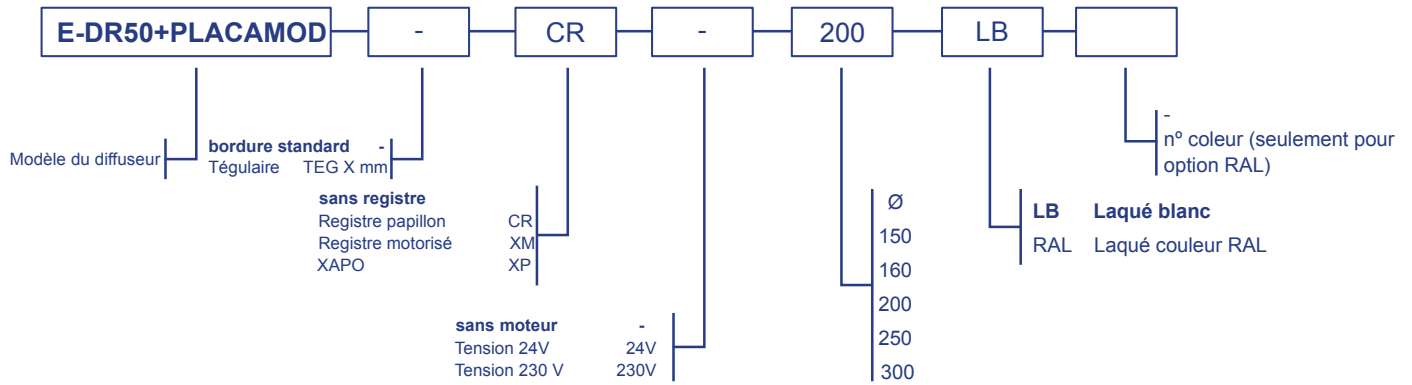 E-DR50+PLACAMOD - CR - 200 LB
Modèle du diffuseur
bordure standard -
Tégulaire TEG X mm
sans registre
Registre papillon CR
Registre motorisé XM
XAPO XP
sans moteur -
Tension 24V 24V
Tension 230 V 230V
Ø
150
160
200
250
300
LB Laqué blanc
RAL Laqué couleur RAL
-
nº coleur (seulement pour
option RAL)